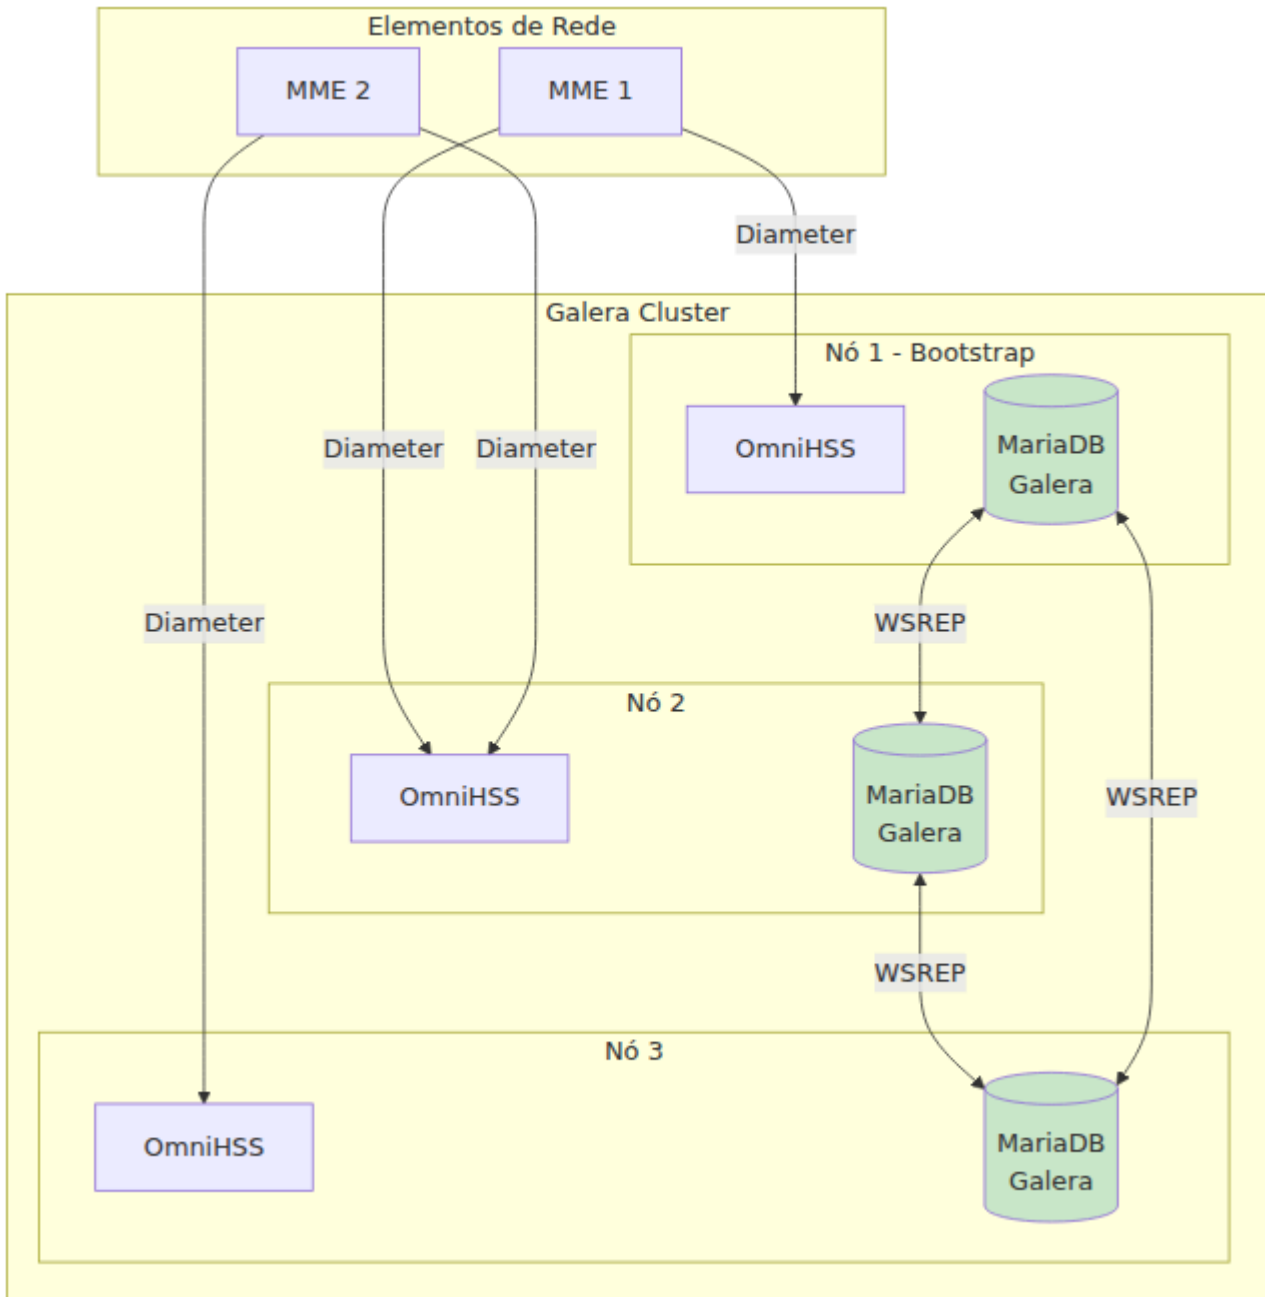 Elementos de Rede
MME 2
MME 1
Diameter
Galera Cluster
Nó 1 - Bootstrap
OmniHSS
MariaDB
Galera
Diameter
Diameter
Diameter
WSREP
Nó 2
OmniHSS
MariaDB
Galera
WSREP
WSREP
Nó 3
OmniHSS
MariaDB
Galera